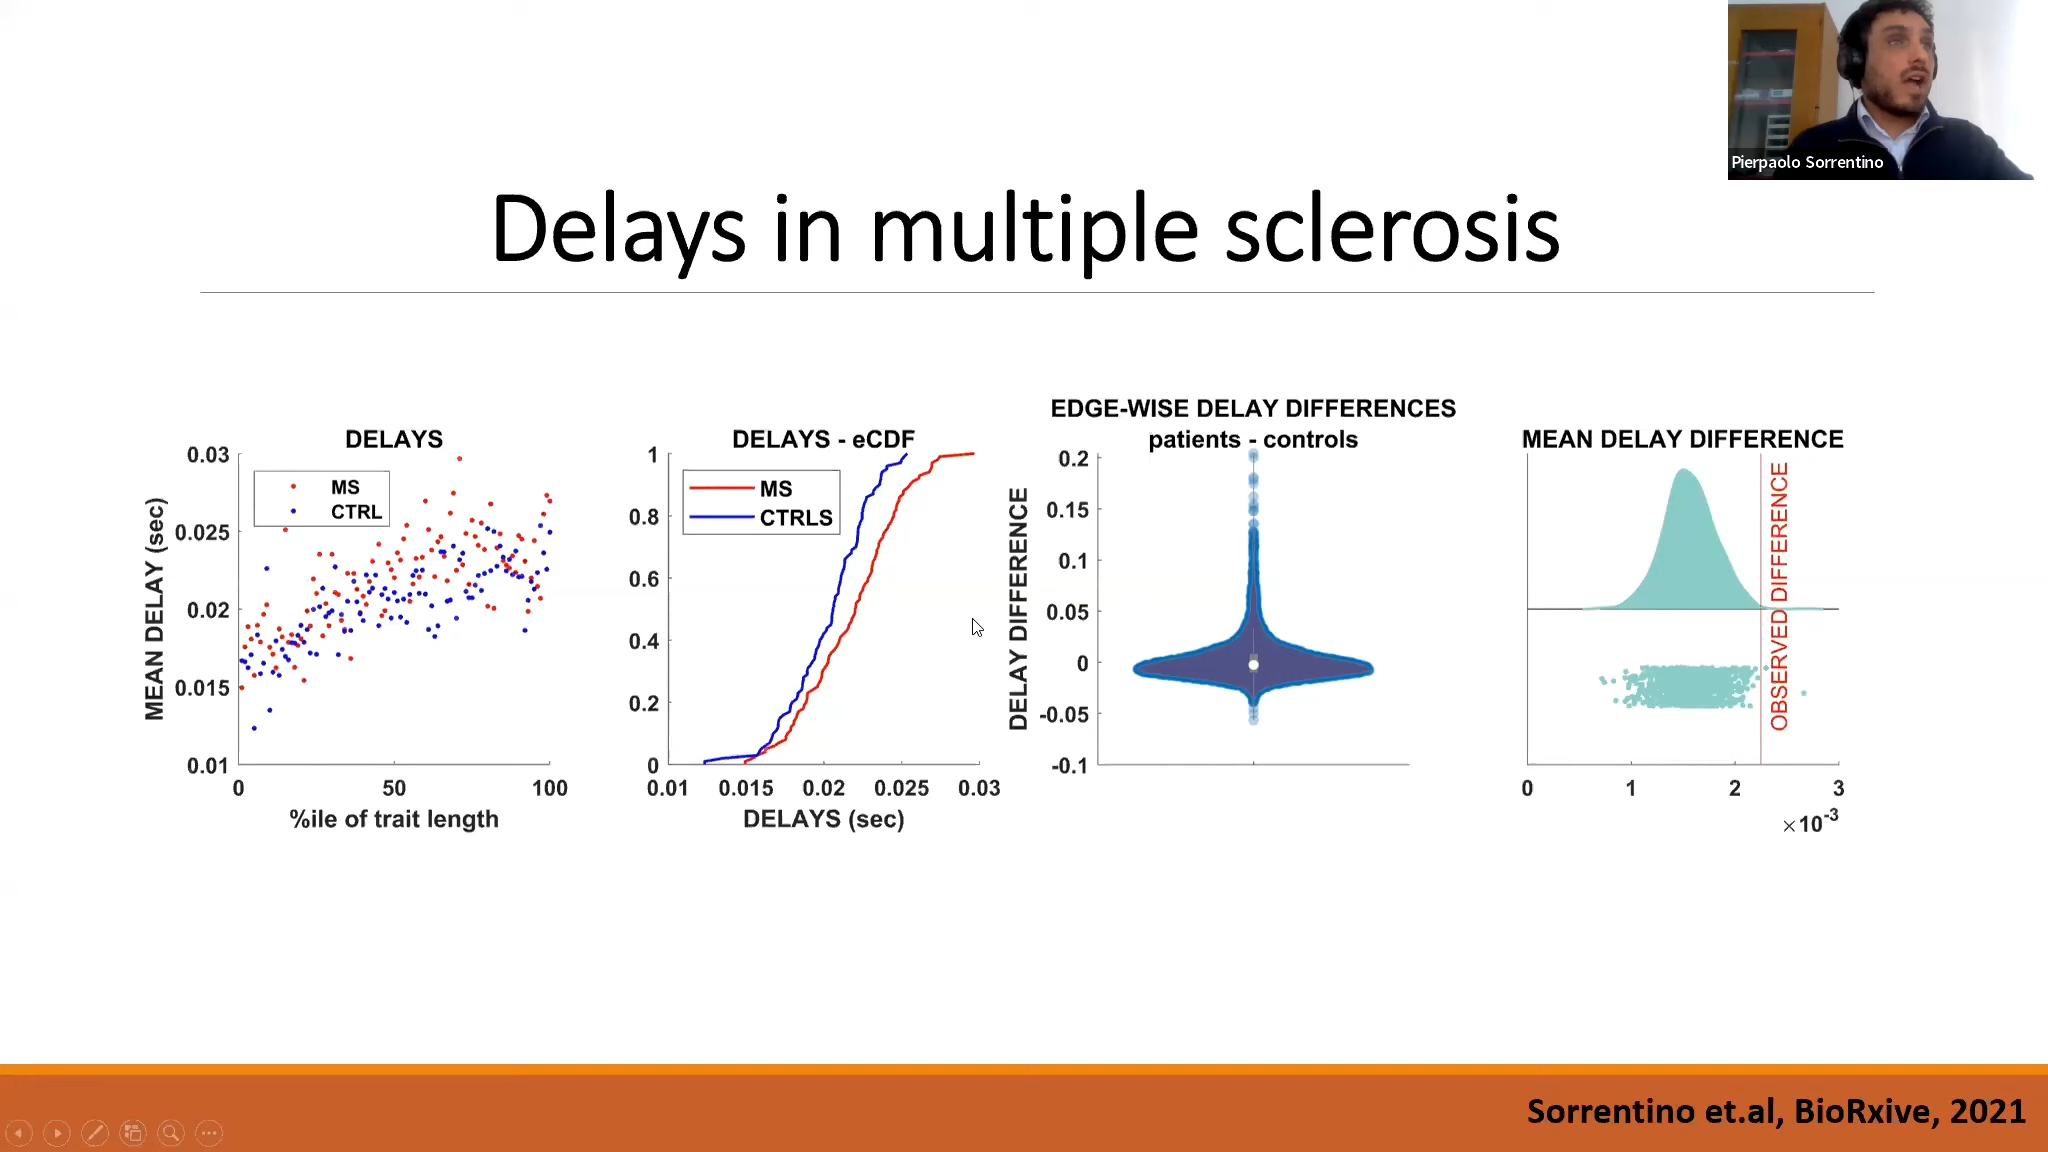 Pierpaolo Sorrentino
Delays in multiple sclerosis
DELAYS
MEAN DELAY (sec)
0.03
0.025
0.02
0.015
0.01
MS
CTRL
0
50
100
%ile of trait length
DELAYS - eCDF
1
0.8
0.6
0.4
0.2
0
MS
CTRLS
0.01
0.015
0.02
0.025
0.03
DELAYS (sec)
EDGE-WISE DELAY DIFFERENCES
patients - controls
DELAY DIFFERENCE
0.2
0.15
0.1
0.05
0
-0.05
-0.1
MEAN DELAY DIFFERENCE
OBSERVED DIFFERENCE
0
1
2
3
×10-3
Sorrentino et.al, BioRxive, 2021